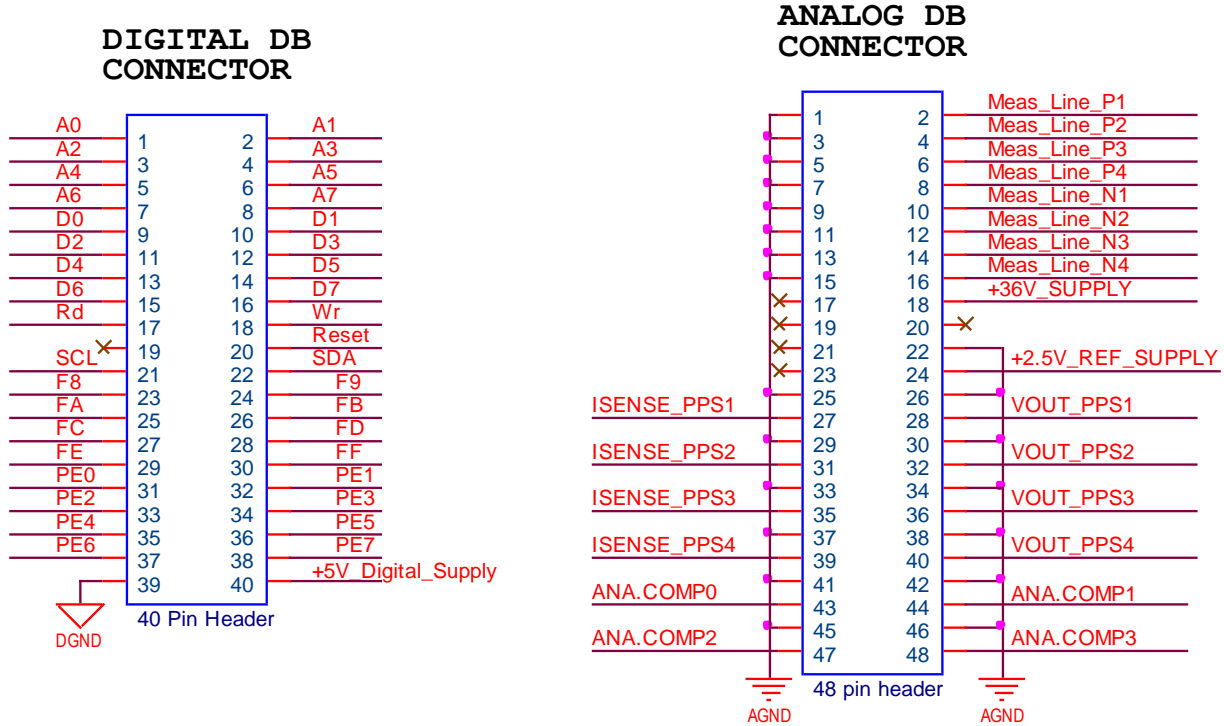 DIGITAL DB
CONNECTOR
A0 1 2 A1
A2 3 4 A3
A4 5 6 A5
A6 7 8 A7
D0 9 10 D1
D2 11 12 D3
D4 13 14 D5
D6 15 16 D7
Rd 17 18 Wr
19 20 Reset
SCL 21 22 SDA
F8 23 24 F9
FA 25 26 FB
FC 27 28 FD
FE 29 30 FF
PE0 31 32 PE1
PE2 33 34 PE3
PE4 35 36 PE5
PE6 37 38 PE7
39 40 +5V_Digital_Supply
40 Pin Header
DGND
ANALOG DB
CONNECTOR
1 2 Meas_Line_P1
3 4 Meas_Line_P2
5 6 Meas_Line_P3
7 8 Meas_Line_P4
9 10 Meas_Line_N1
11 12 Meas_Line_N2
13 14 Meas_Line_N3
15 16 Meas_Line_N4
17 18 +36V_SUPPLY
19 20
21 22
23 24 +2.5V_REF_SUPPLY
25 26
ISENSE_PPS1 27 28 VOUT_PPS1
29 30
ISENSE_PPS2 31 32 VOUT_PPS2
33 34
ISENSE_PPS3 35 36 VOUT_PPS3
37 38
ISENSE_PPS4 39 40 VOUT_PPS4
41 42
ANA.COMP0 43 44 ANA.COMP1
45 46
ANA.COMP2 47 48 ANA.COMP3
48 pin header
AGND AGND